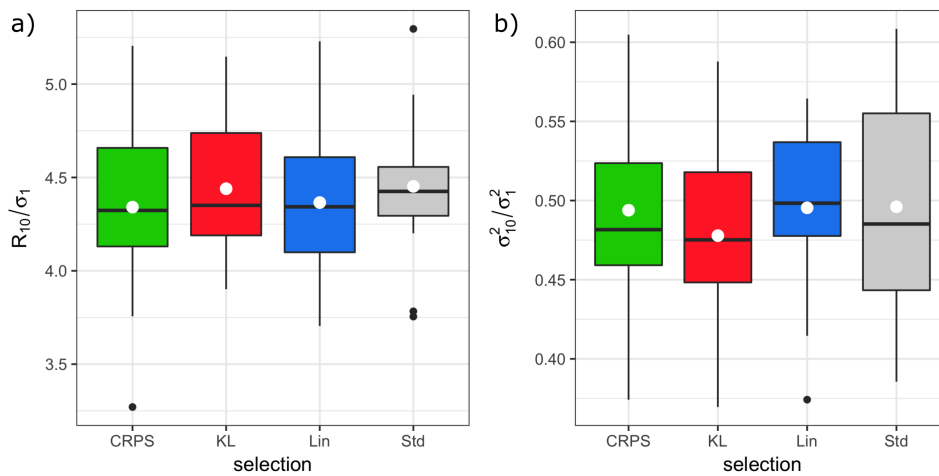 a)
R10/σ1
5.0
4.5
4.0
3.5
CRPS KL Lin Std
selection
b)
σ²10/σ²1
0.60
0.55
0.50
0.45
0.40
CRPS KL Lin Std
selection